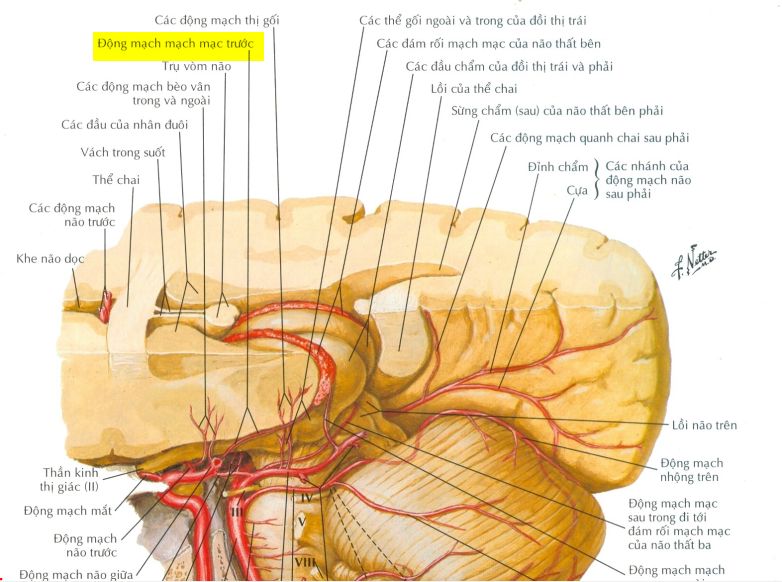 Các động mạch thị gối
Động mạch mạch mạc trước
Trụ vòm não
Các động mạch bèo vân
trong và ngoài
Các đầu của nhân đuôi
Vách trong suốt
Thể chai
Các động mạch
não trước
Khe não dọc
Các thể gối ngoài và trong của đồi thị trái
Các đám rối mạch mạc của não thất bên
Các đầu chẩm của đồi thị trái và phải
Lồi của thể chai
Sừng chẩm (sau) của não thất bên phải
Các động mạch quanh chai sau phải
Đỉnh chẩm
Cựa
Các nhánh của
động mạch não
sau phải
F. Netter
Lồi não trên
Động mạch
nhộng trên
Động mạch mạc
sau trong đi tới
đám rối mạch mạc
của não thất ba
Động mạch mạch
Thần kinh
thị giác (II)
Động mạch mắt
Động mạch
não trước
Động mạch não giữa
III
IV
V
VIII